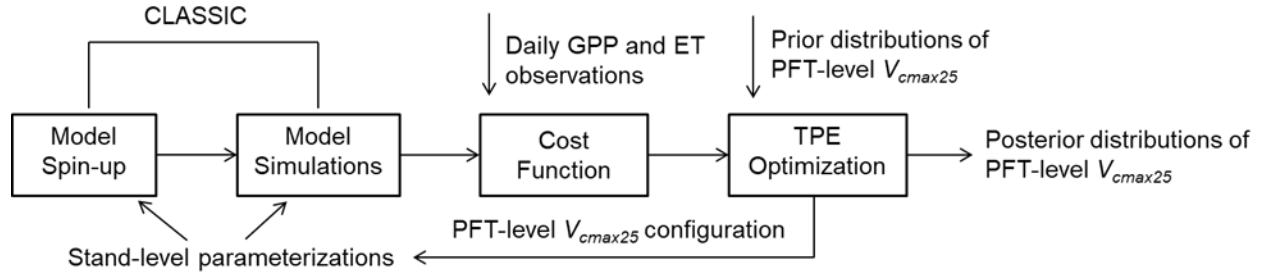 CLASSIC
Daily GPP and ET
observations
Prior distributions of
PFT-level Vcmax25
Model
Spin-up
Model
Simulations
Cost
Function
TPE
Optimization
Posterior distributions of
PFT-level Vcmax25
PFT-level Vcmax25 configuration
Stand-level parameterizations